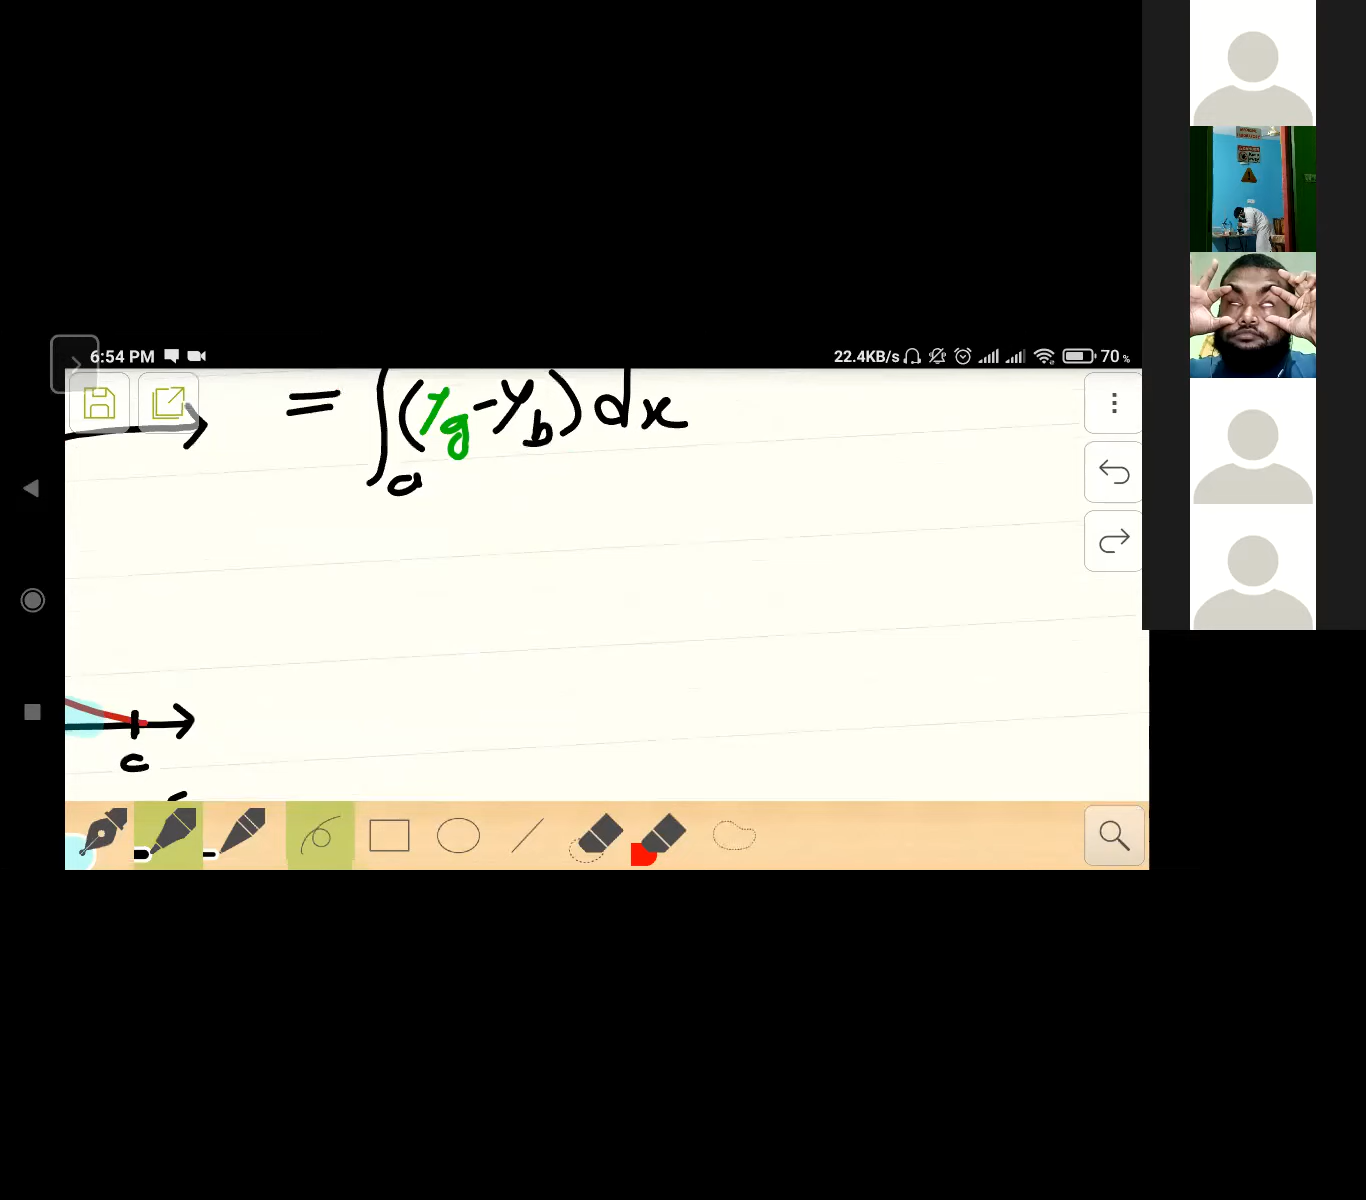 6:54 PM
22.4KB/s 70%
= ∫ (yg - yb) dx
a
c